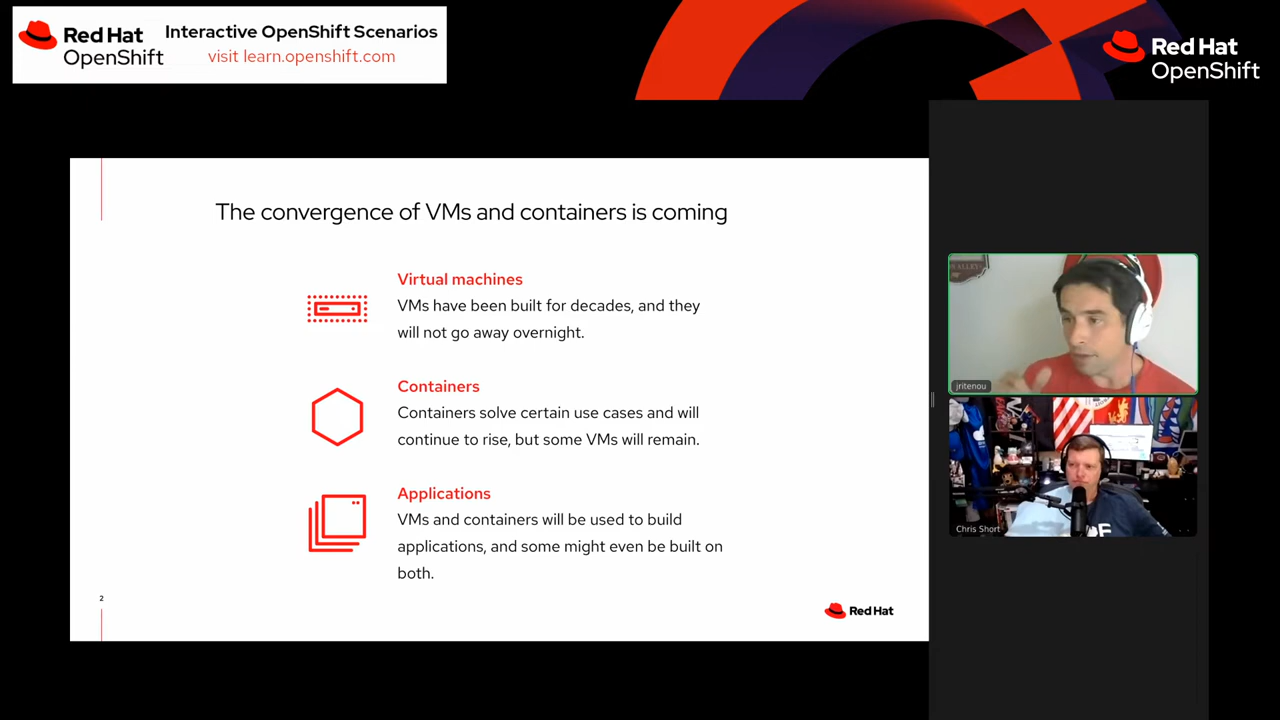 Red Hat
OpenShift
Interactive OpenShift Scenarios
visit learn.openshift.com
Red Hat
OpenShift
The convergence of VMs and containers is coming
Virtual machines
VMs have been built for decades, and they
will not go away overnight.
Containers
Containers solve certain use cases and will
continue to rise, but some VMs will remain.
Applications
VMs and containers will be used to build
applications, and some might even be built on
both.
2
Red Hat
jritenou
Chris Short